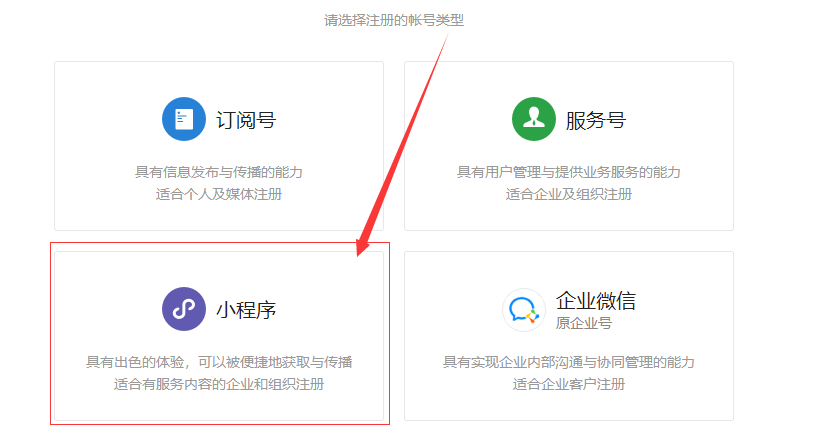 请选择注册的帐号类型
订阅号
具有信息发布与传播的能力
适合个人及媒体注册
服务号
具有用户管理与提供业务服务的能力
适合企业及组织注册
小程序
具有出色的体验，可以被便捷地获取与传播
适合有服务内容的企业和组织注册
企业微信
原企业号
具有实现企业内部沟通与协同管理的能力
适合企业客户注册